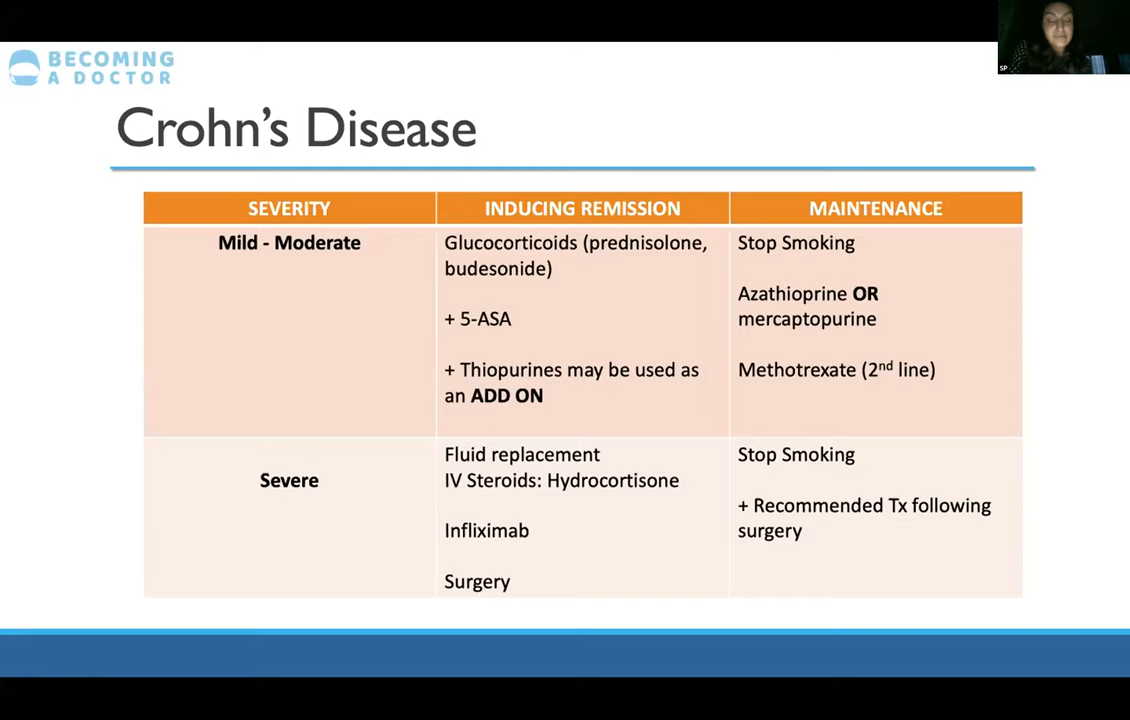 BECOMING
A DOCTOR
SP
Crohn's Disease
SEVERITY
INDUCING REMISSION
MAINTENANCE
Mild - Moderate
Glucocorticoids (prednisolone,
budesonide)
+ 5-ASA
+ Thiopurines may be used as
an ADD ON
Stop Smoking
Azathioprine OR
mercaptopurine
Methotrexate (2nd line)
Severe
Fluid replacement
IV Steroids: Hydrocortisone
Infliximab
Surgery
Stop Smoking
+ Recommended Tx following
surgery